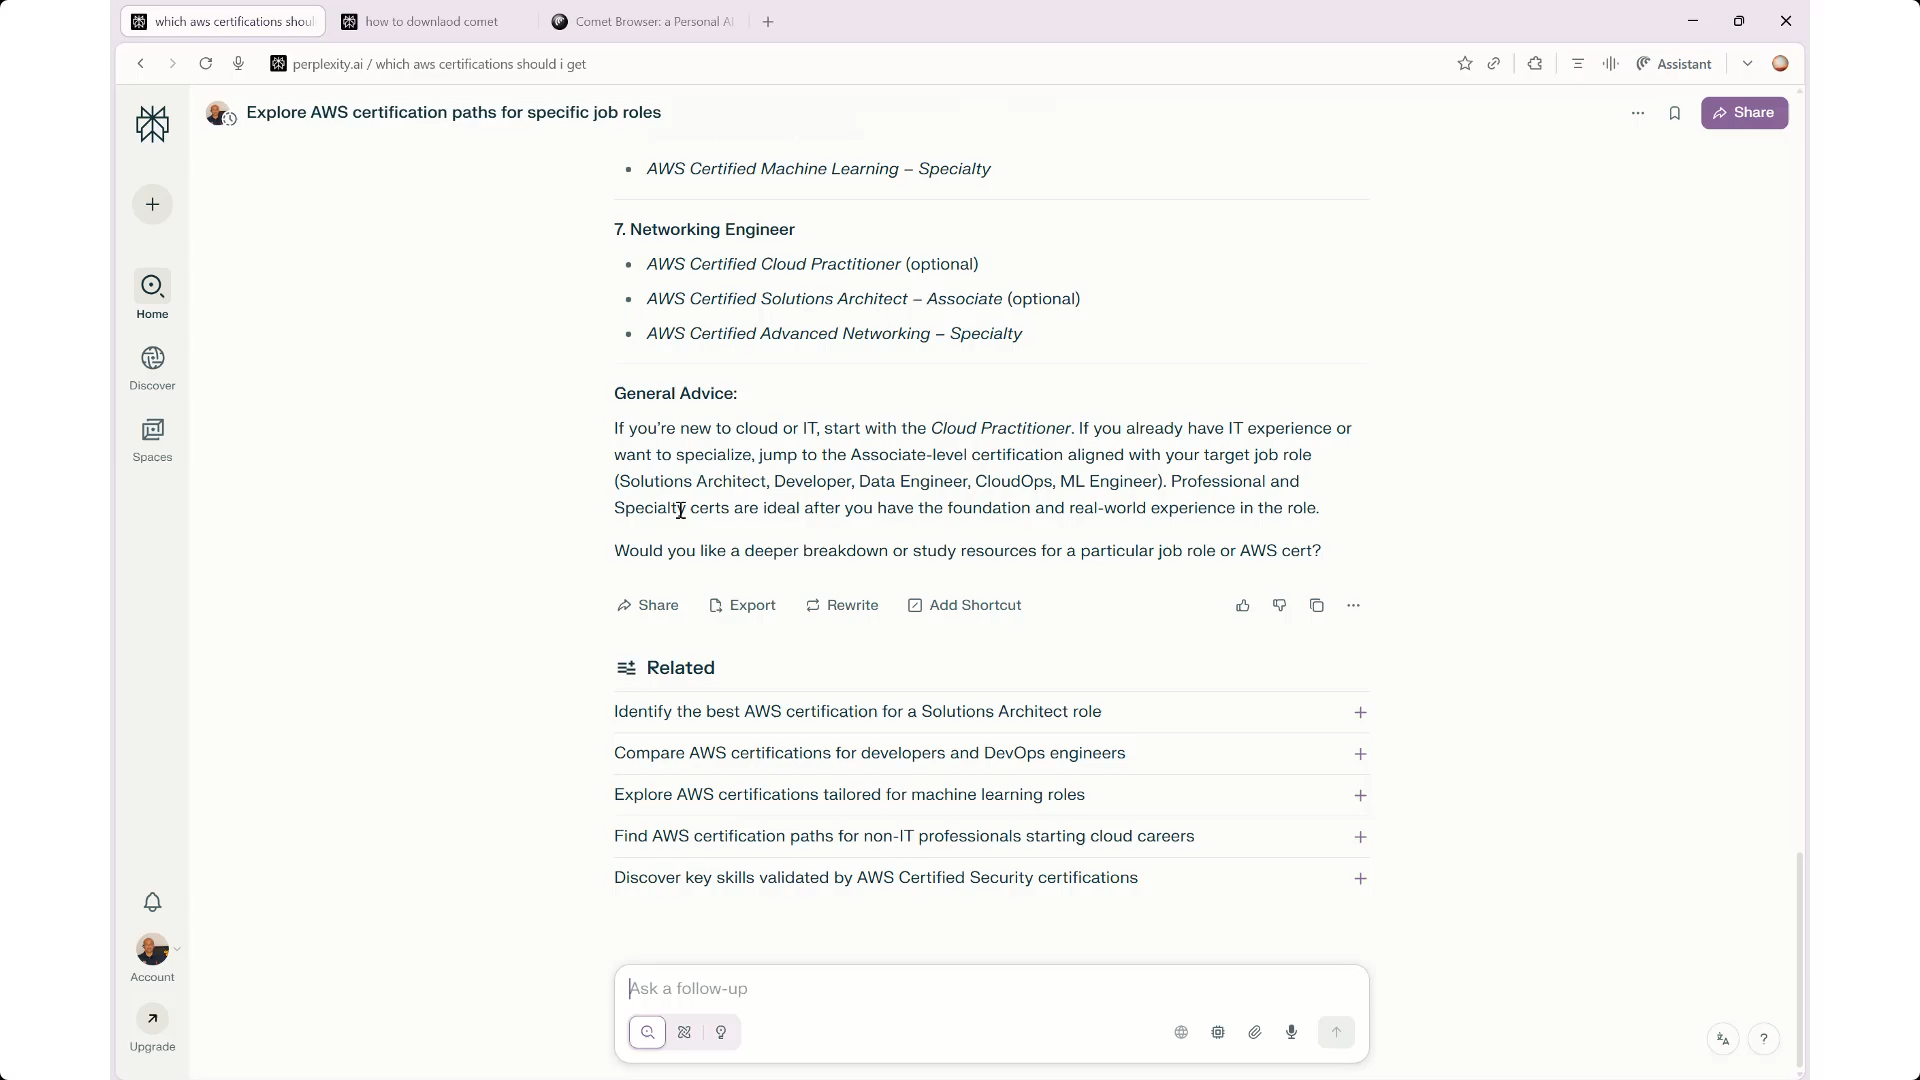 which aws certifications shoul
how to downlaod comet
Comet Browser: a Personal AI
perplexity.ai / which aws certifications should i get
Assistant
Explore AWS certification paths for specific job roles
Share
Home
Discover
Spaces
Account
Upgrade
• AWS Certified Machine Learning – Specialty
7. Networking Engineer
• AWS Certified Cloud Practitioner (optional)
• AWS Certified Solutions Architect – Associate (optional)
• AWS Certified Advanced Networking – Specialty
General Advice:
If you're new to cloud or IT, start with the Cloud Practitioner. If you already have IT experience or
want to specialize, jump to the Associate-level certification aligned with your target job role
(Solutions Architect, Developer, Data Engineer, CloudOps, ML Engineer). Professional and
Specialty certs are ideal after you have the foundation and real-world experience in the role.
Would you like a deeper breakdown or study resources for a particular job role or AWS cert?
Share Export Rewrite Add Shortcut
Related
Identify the best AWS certification for a Solutions Architect role
Compare AWS certifications for developers and DevOps engineers
Explore AWS certifications tailored for machine learning roles
Find AWS certification paths for non-IT professionals starting cloud careers
Discover key skills validated by AWS Certified Security certifications
Ask a follow-up